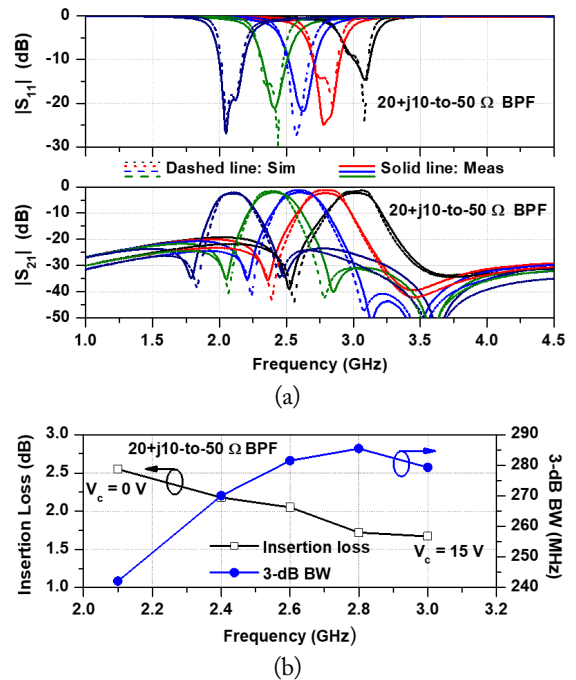 0
-10
-20
-30
|S11| (dB)
20+j10-to-50 Ω BPF
Dashed line: Sim
Solid line: Meas
0
-10
-20
-30
-40
-50
|S21| (dB)
20+j10-to-50 Ω BPF
1.0 1.5 2.0 2.5 3.0 3.5 4.0 4.5
Frequency (GHz)
(a)
3.0
2.5
2.0
1.5
1.0
Insertion Loss (dB)
20+j10-to-50 Ω BPF
Vc = 0 V
Vc = 15 V
Insertion loss
3-dB BW
290
280
270
260
250
240
3-dB BW (MHz)
2.0 2.2 2.4 2.6 2.8 3.0 3.2
Frequency (GHz)
(b)